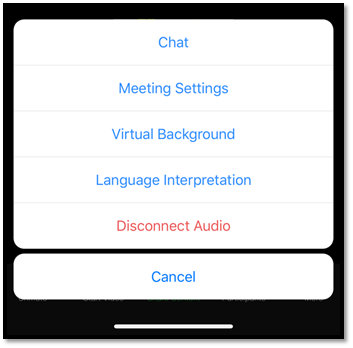 Chat
Meeting Settings
Virtual Background
Language Interpretation
Disconnect Audio
Cancel